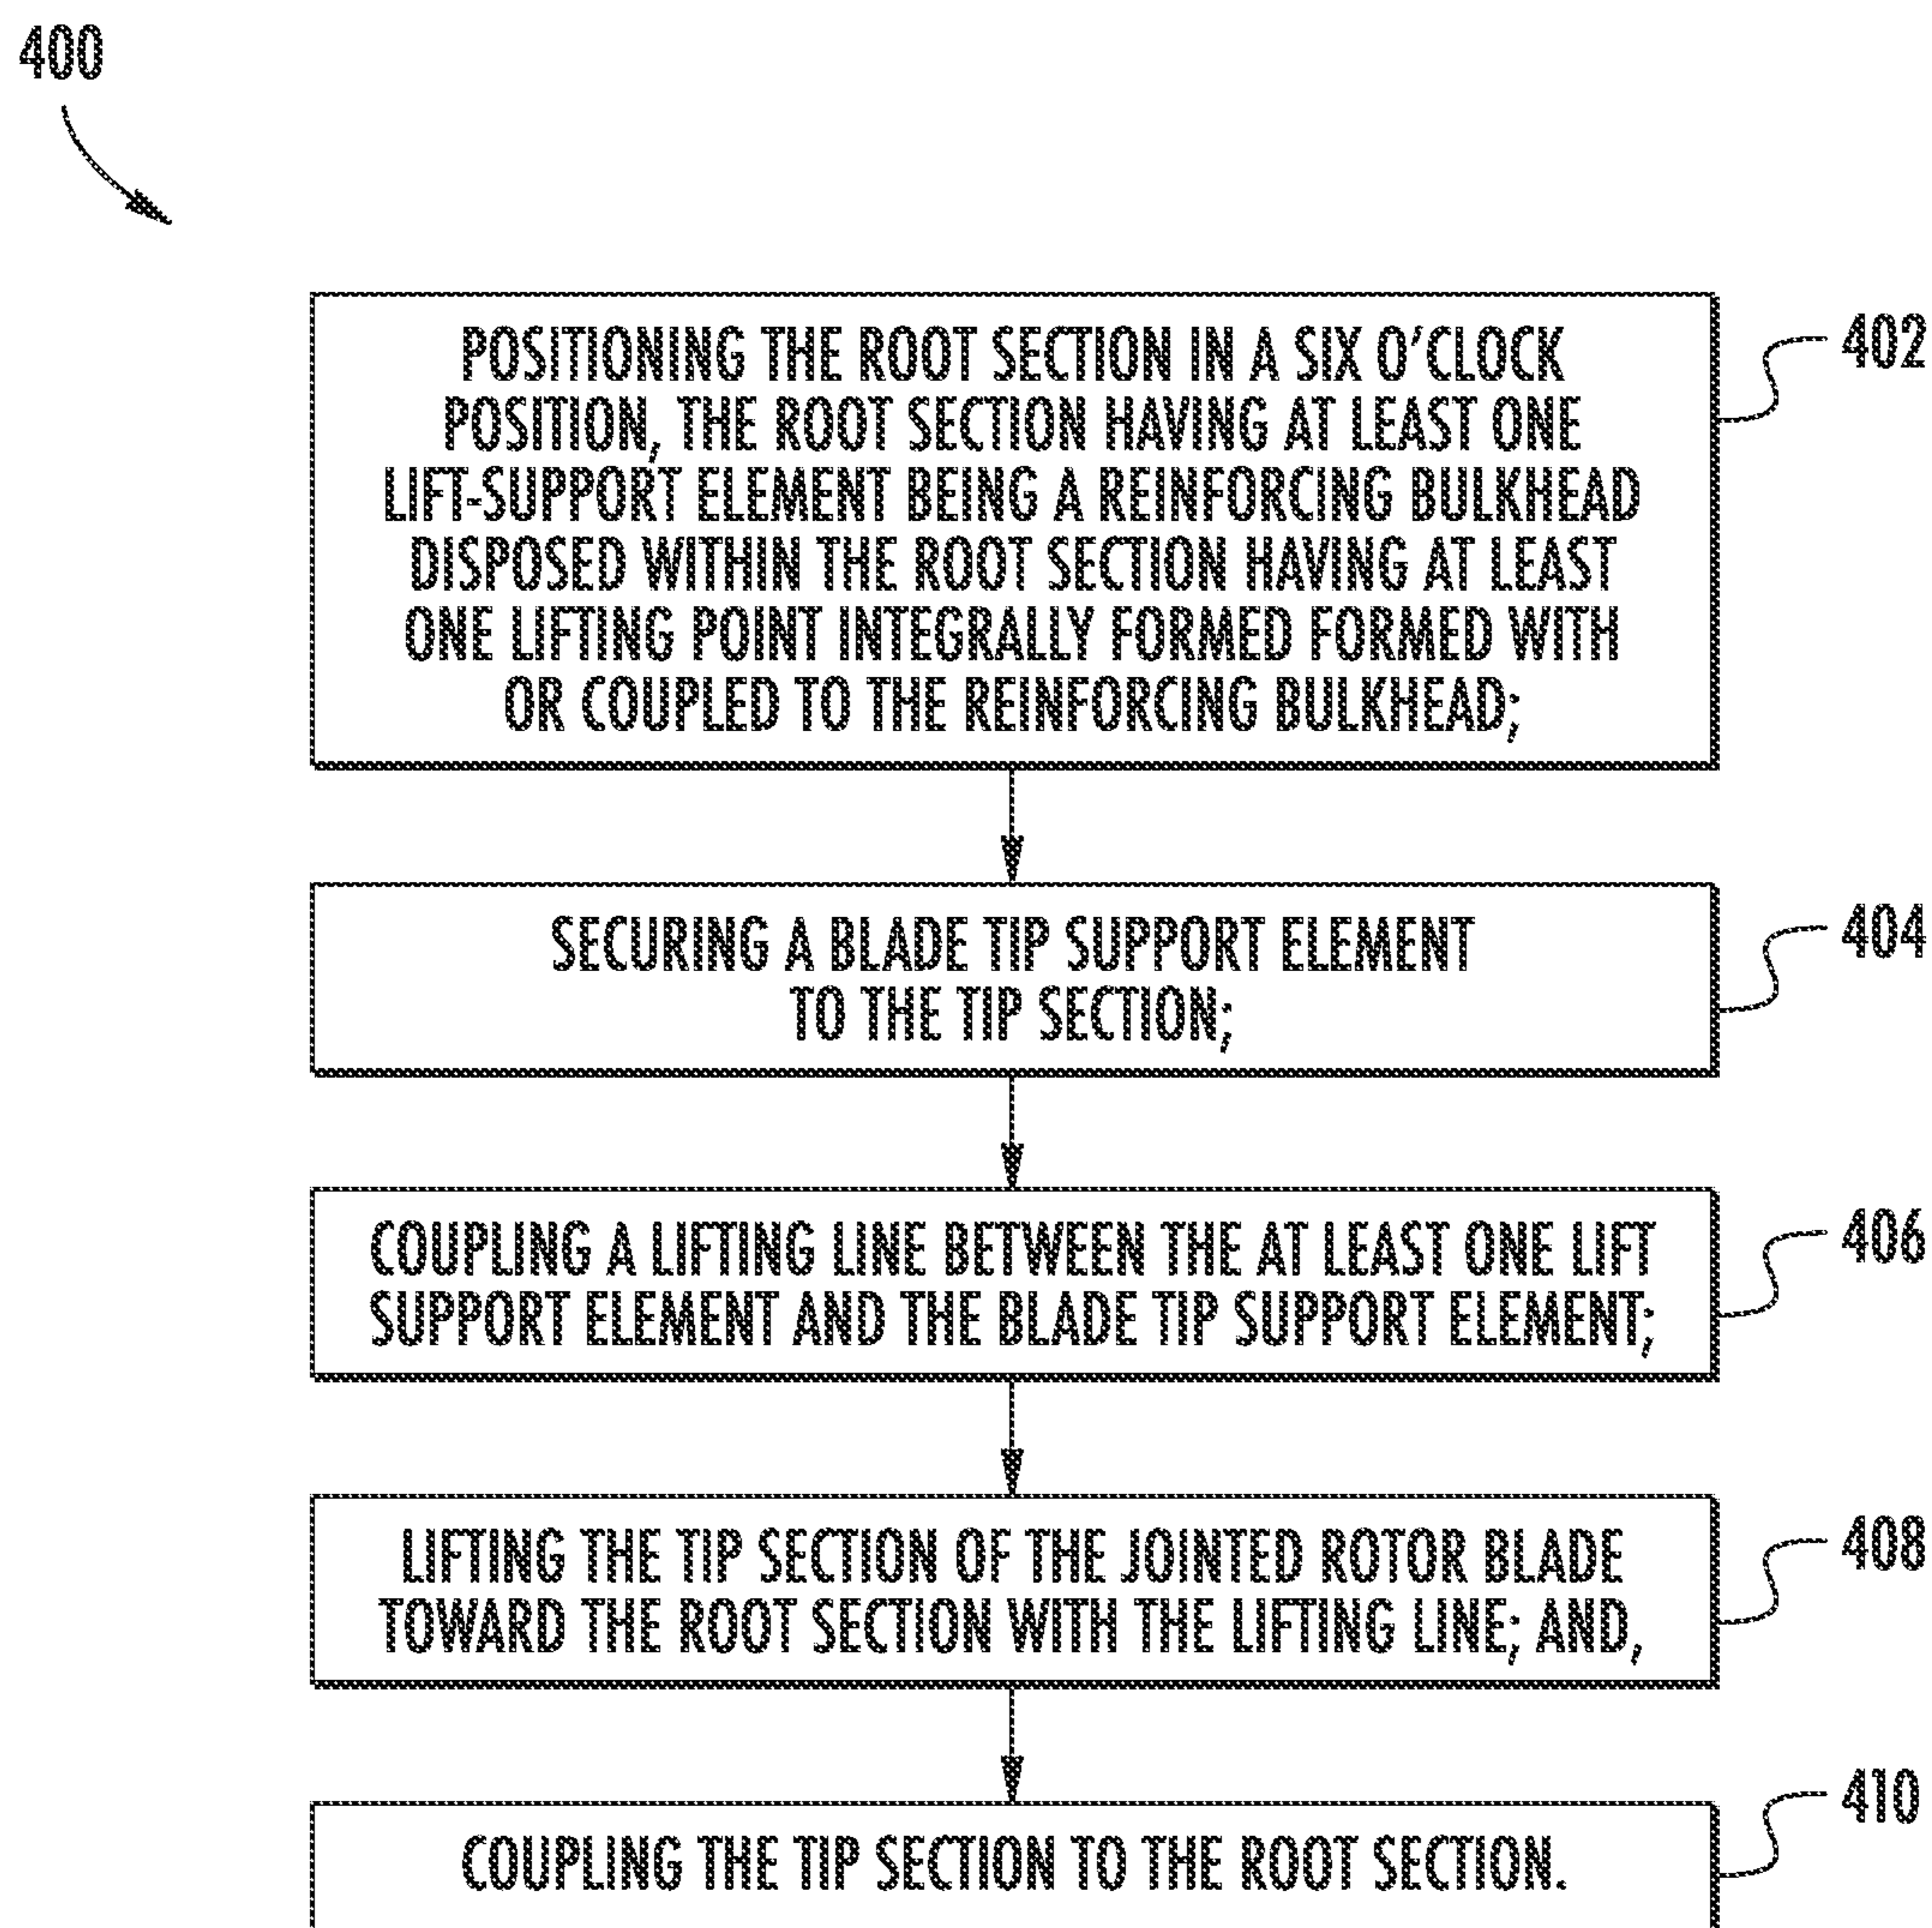 400
POSITIONING THE ROOT SECTION IN A SIX O'CLOCK
402
POSITION, THE ROOT SECTION HAVING AT LEAST ONE
LIFT-SUPPORT ELEMENT BEING A REINFORCING BULKHEAD
DISPOSED WITHIN THE ROOT SECTION HAVING AT LEAST
ONE LIFTING POINT INTEGRALLY FORMED FORMED WITH
OR COUPLED TO THE REINFORCING BULKHEAD;
SECURING A BLADE TIP SUPPORT ELEMENT
404
TO THE TIP SECTION;
COUPLING A LIFTING LINE BETWEEN THE AT LEAST ONE LIFT
406
SUPPORT ELEMENT AND THE BLADE TIP SUPPORT ELEMENT;
LIFTING THE TIP SECTION OF THE JOINTED ROTOR BLADE
408
TOWARD THE ROOT SECTION WITH THE LIFTING LINE; AND,
COUPLING THE TIP SECTION TO THE ROOT SECTION.
410